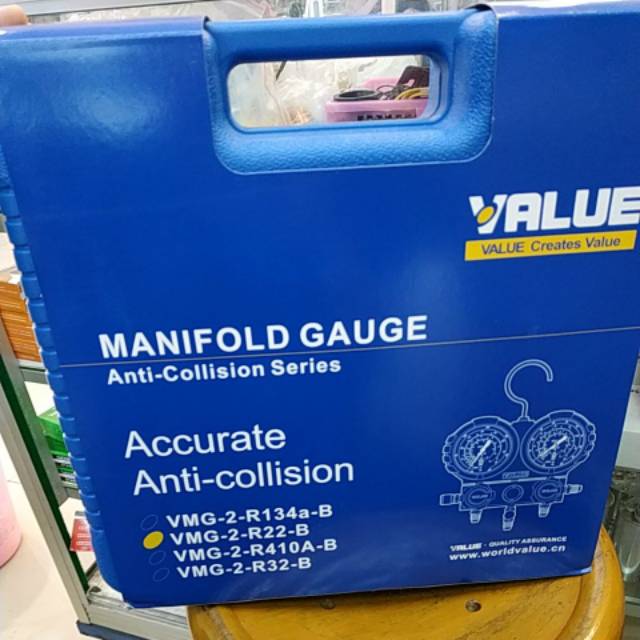 VALUE
VALUE Creates Value
MANIFOLD GAUGE
Anti-Collision Series
Accurate
Anti-collision
VMG-2-R134a-B
VMG-2-R22-B
VMG-2-R410A-B
VMG-2-R32-B
VALUE - QUALITY ASSURANCE
www.worldvalue.cn